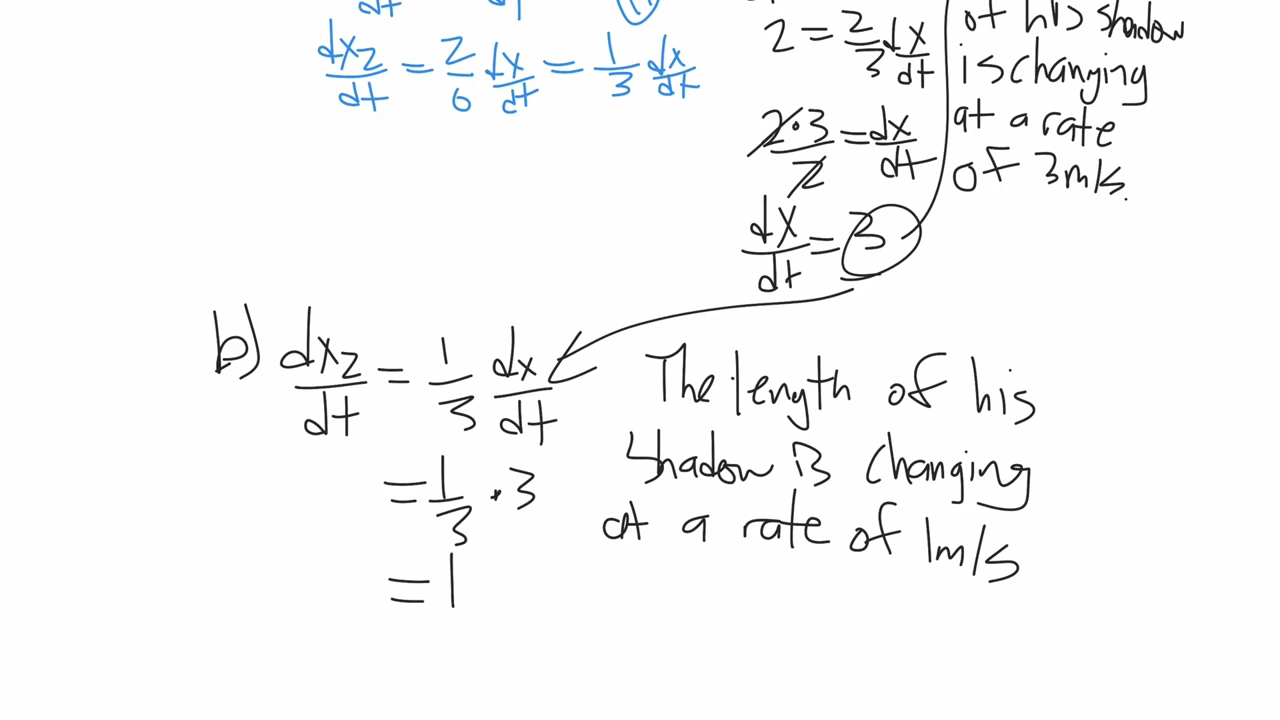 dt
dx2/dt = 2/6 dx/dt = 1/3 dx/dt
2 = 2/3 dx/dt
2·3/2 = dx/dt
dx/dt = 3
of his shadow
is changing
at a rate
of 3m/s.
b) dx2/dt = 1/3 dx/dt
= 1/3 · 3
= 1
The length of his
shadow is changing
at a rate of 1m/s